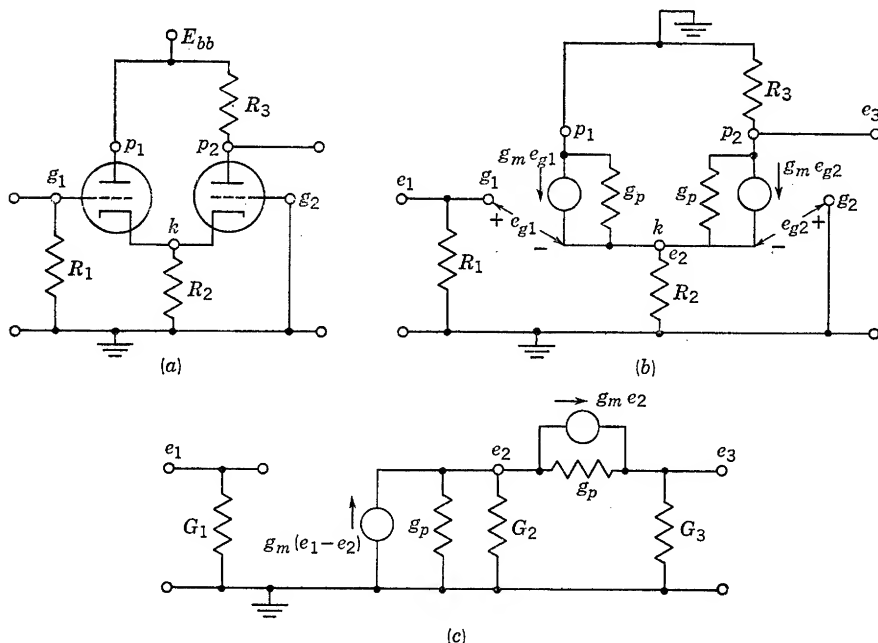 E_bb
R_3
p_1
p_2
g_1
g_2
k
R_1
R_2
(a)
R_3
p_1
p_2
e_3
g_m e_g1
g_m e_g2
e_1
g_1
g_p
g_p
g_2
+
e_g1
−
k
e_2
−
e_g2
+
R_1
R_2
(b)
g_m e_2
e_1
e_2
e_3
g_p
G_1
g_m (e_1 − e_2)
g_p
G_2
G_3
(c)